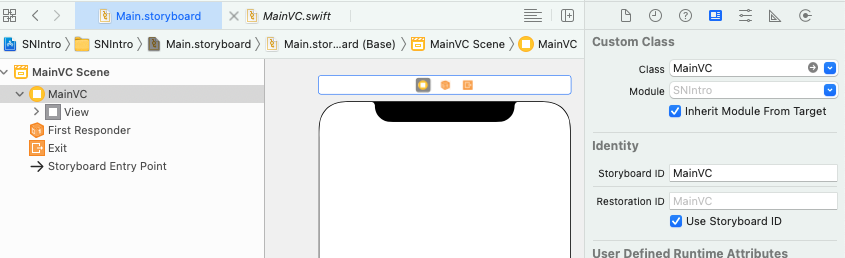 Main.storyboard
MainVC.swift
SNIntro
SNIntro
Main.storyboard
Main.stor...ard (Base)
MainVC Scene
MainVC
MainVC Scene
MainVC
View
First Responder
Exit
Storyboard Entry Point
Custom Class
Class MainVC
Module SNIntro
Inherit Module From Target
Identity
Storyboard ID MainVC
Restoration ID MainVC
Use Storyboard ID
User Defined Runtime Attributes